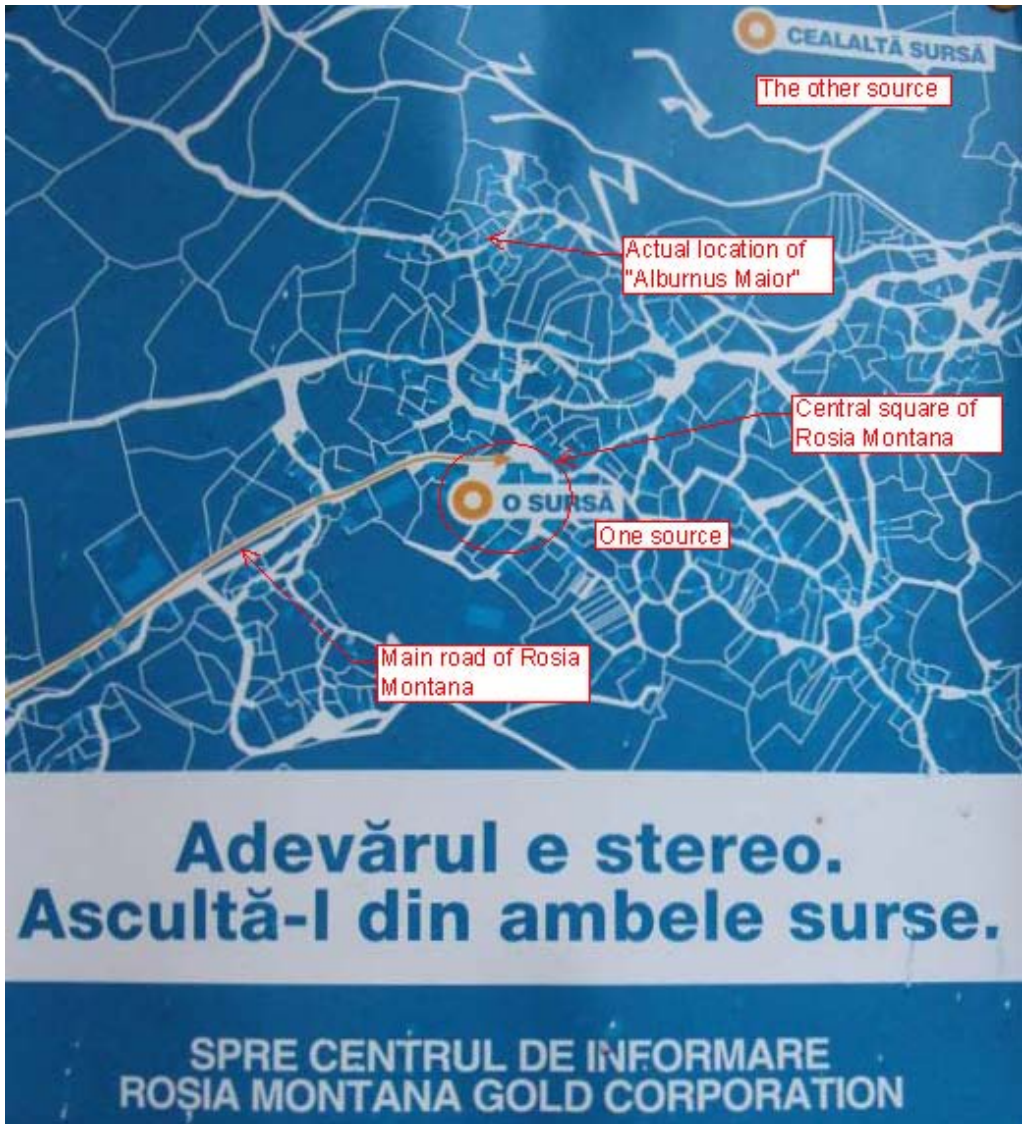 CEALALTĂ SURSĂ
The other source
Actual location of
"Alburnus Maior"
Central square of
Rosia Montana
O SURSĂ
One source
Main road of Rosia
Montana
Adevărul e stereo.
Ascultă-l din ambele surse.
SPRE CENTRUL DE INFORMARE
ROȘIA MONTANA GOLD CORPORATION